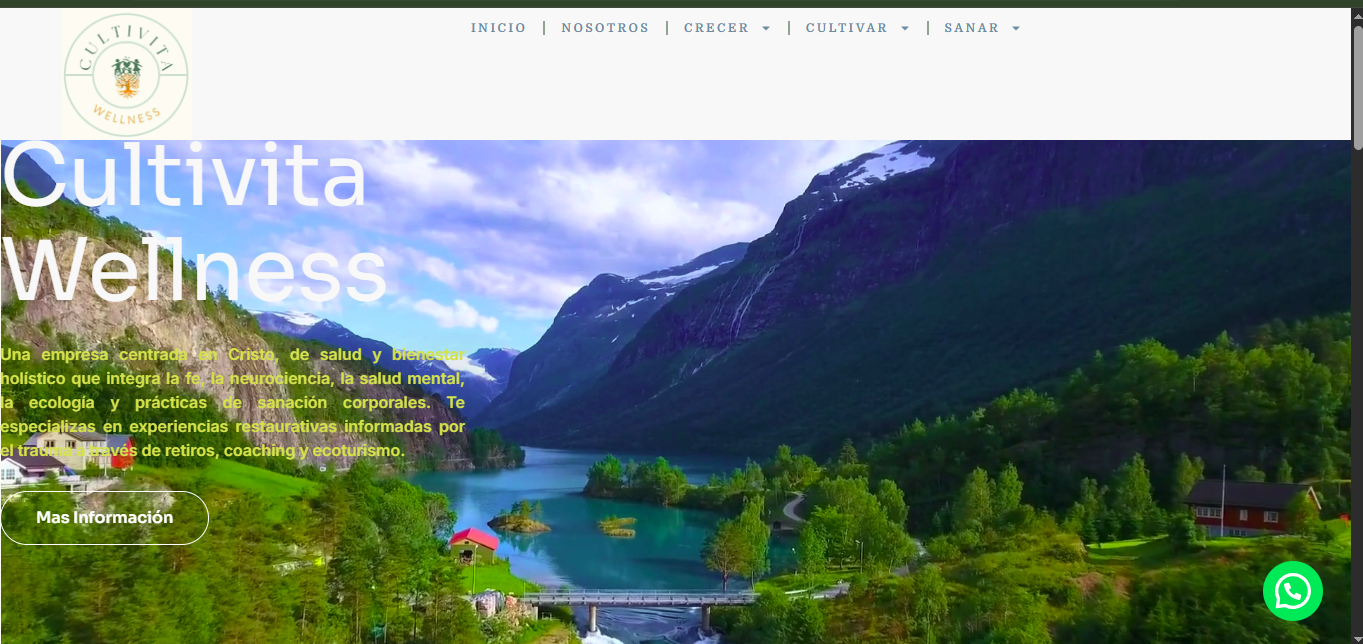 CULTIVITA
WELLNESS
INICIO
NOSOTROS
CRECER
CULTIVAR
SANAR
Cultivita
Wellness
Una empresa centrada en Cristo, de salud y bienestar
holístico que integra la fe, la neurociencia, la salud mental,
la ecología y prácticas de sanación corporales. Te
especializas en experiencias restaurativas informadas por
el trauma a través de retiros, coaching y ecoturismo.
Mas Información